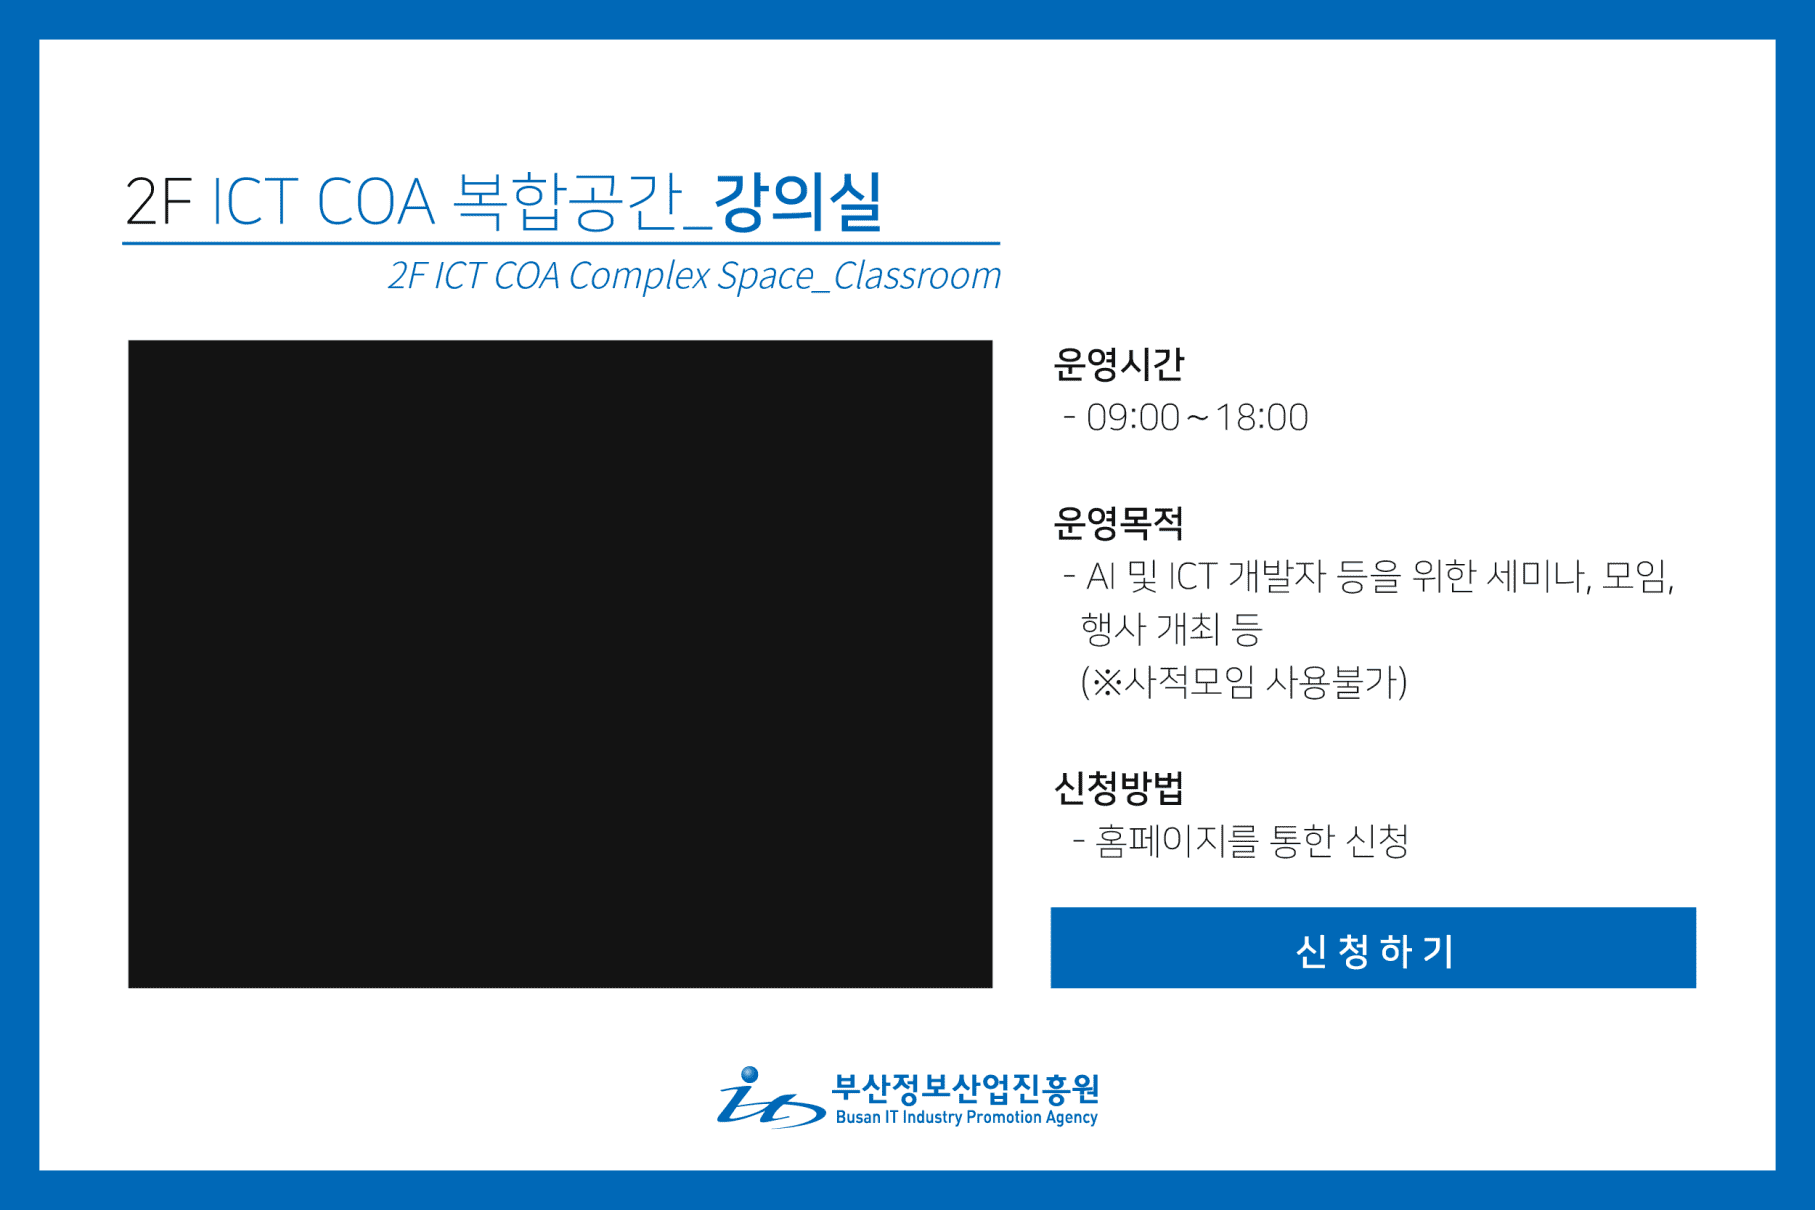 2F ICT COA 복합공간_강의실
2F ICT COA Complex Space_Classroom
운영시간
- 09:00~18:00
운영목적
- AI 및 ICT 개발자 등을 위한 세미나, 모임,
행사 개최 등
(※사적모임 사용불가)
신청방법
- 홈페이지를 통한 신청
신청하기
부산정보산업진흥원
Busan IT Industry Promotion Agency